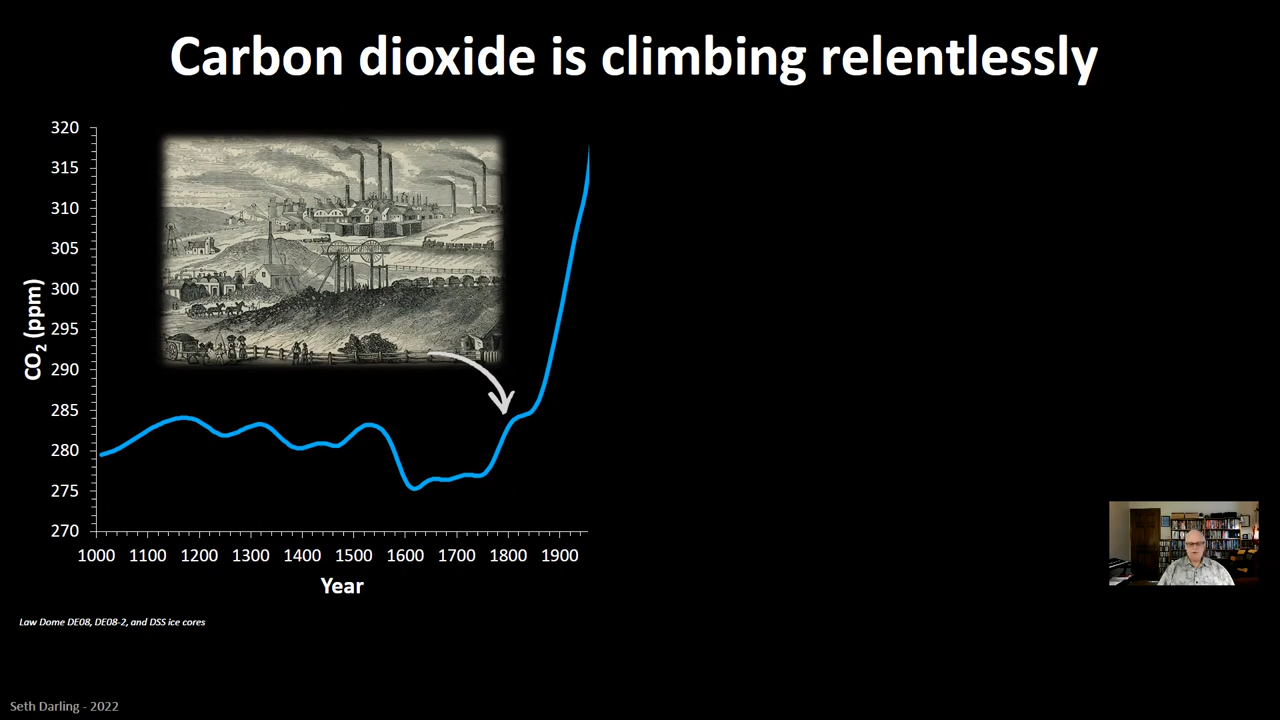 Carbon dioxide is climbing relentlessly
320
315
310
305
300
295
290
285
280
275
270
CO2 (ppm)
1000 1100 1200 1300 1400 1500 1600 1700 1800 1900
Year
Law Dome DE08, DE08-2, and DSS ice cores
Seth Darling - 2022